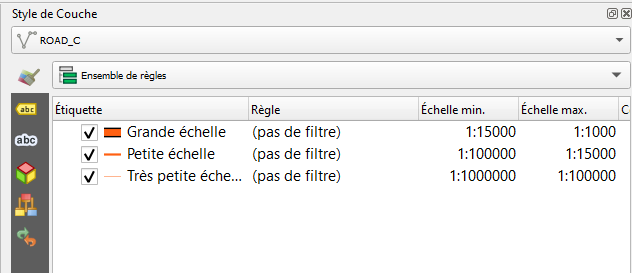 Style de Couche
ROAD_C
Ensemble de règles
abc
abc
Étiquette Règle Échelle min. Échelle max. C
Grande échelle (pas de filtre) 1:15000 1:1000
Petite échelle (pas de filtre) 1:100000 1:15000
Très petite éche... (pas de filtre) 1:1000000 1:100000